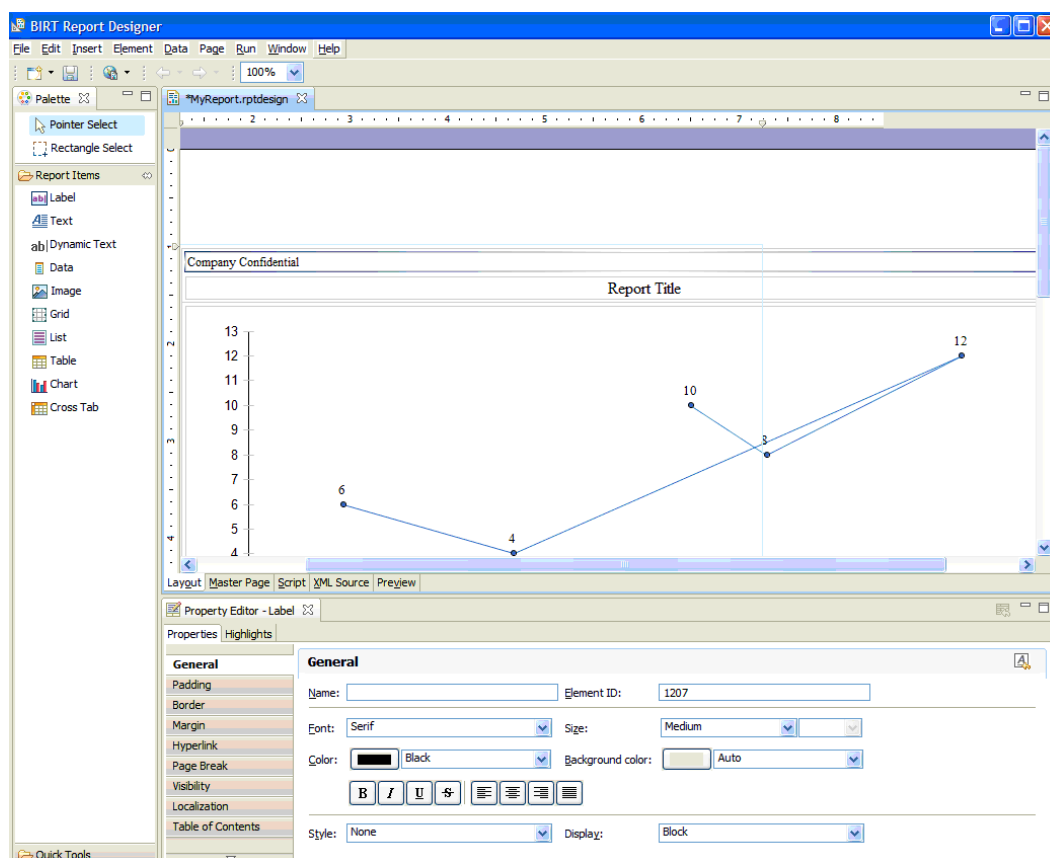 BIRT Report Designer
File Edit Insert Element Data Page Run Window Help
100%
Palette
Pointer Select
Rectangle Select
Report Items
Label
Text
Dynamic Text
Data
Image
Grid
List
Table
Chart
Cross Tab
Quick Tools
*MyReport.rptdesign
2 3 4 5 6 7 8
Company Confidential
Report Title
13
12
11
10
9
8
7
6
5
4
6
4
10
8
12
2
3
4
Layout Master Page Script XML Source Preview
Property Editor - Label
Properties Highlights
General
Padding
Border
Margin
Hyperlink
Page Break
Visibility
Localization
Table of Contents
General
Name: Element ID: 1207
Font: Serif Size: Medium
Color: Black Background color: Auto
B I U S
Style: None Display: Block